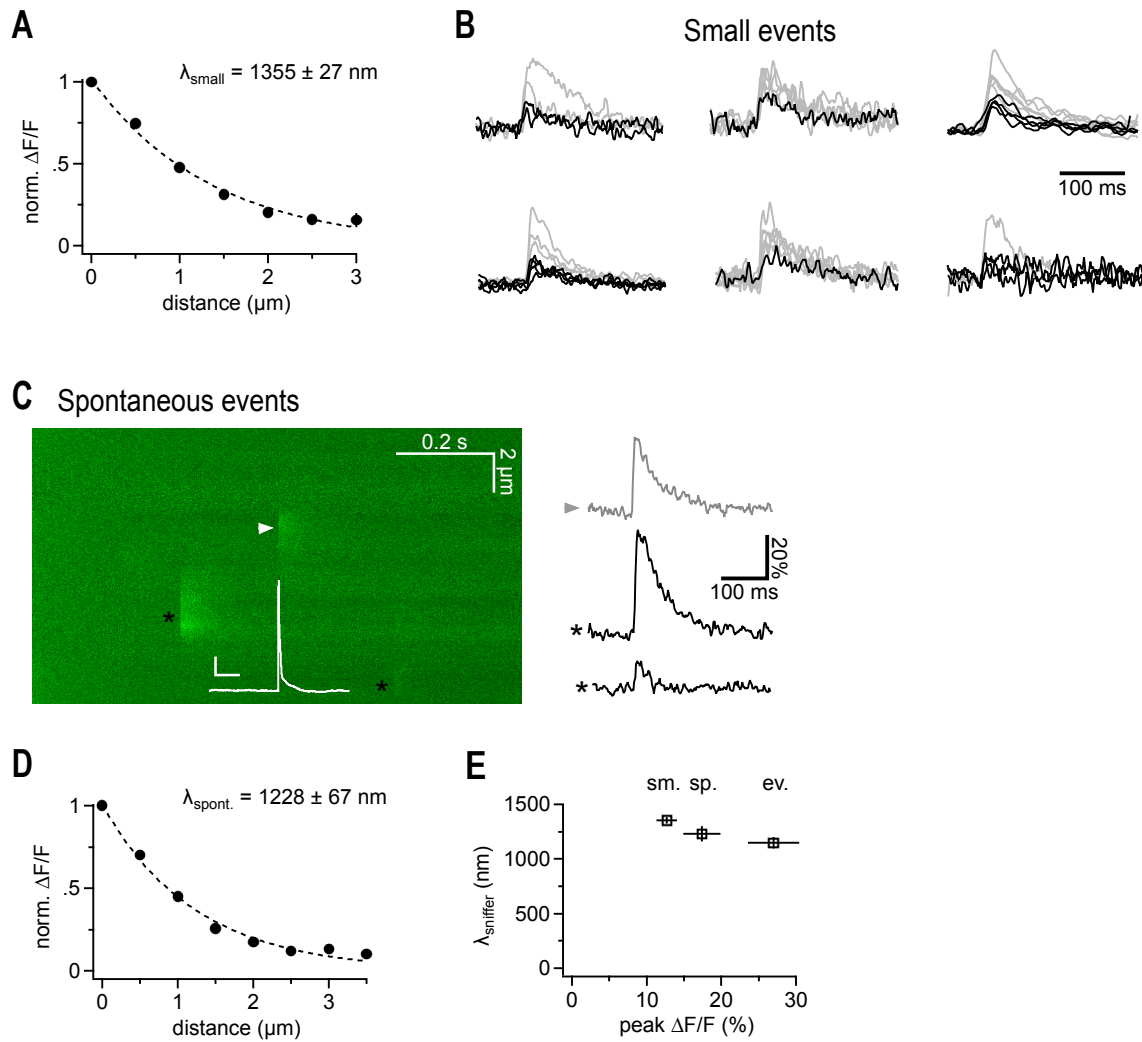 A
λsmall = 1355 ± 27 nm
norm. ΔF/F
1
.5
0
0 1 2 3
distance (µm)
B
Small events
100 ms
C Spontaneous events
0.2 s
2 µm
*
*
20%
100 ms
*
*
D
λspont. = 1228 ± 67 nm
norm. ΔF/F
1
.5
0
0 1 2 3
distance (µm)
E
sm. sp. ev.
λsniffer (nm)
1500
1250
750
500
0
0 10 20 30
peak ΔF/F (%)